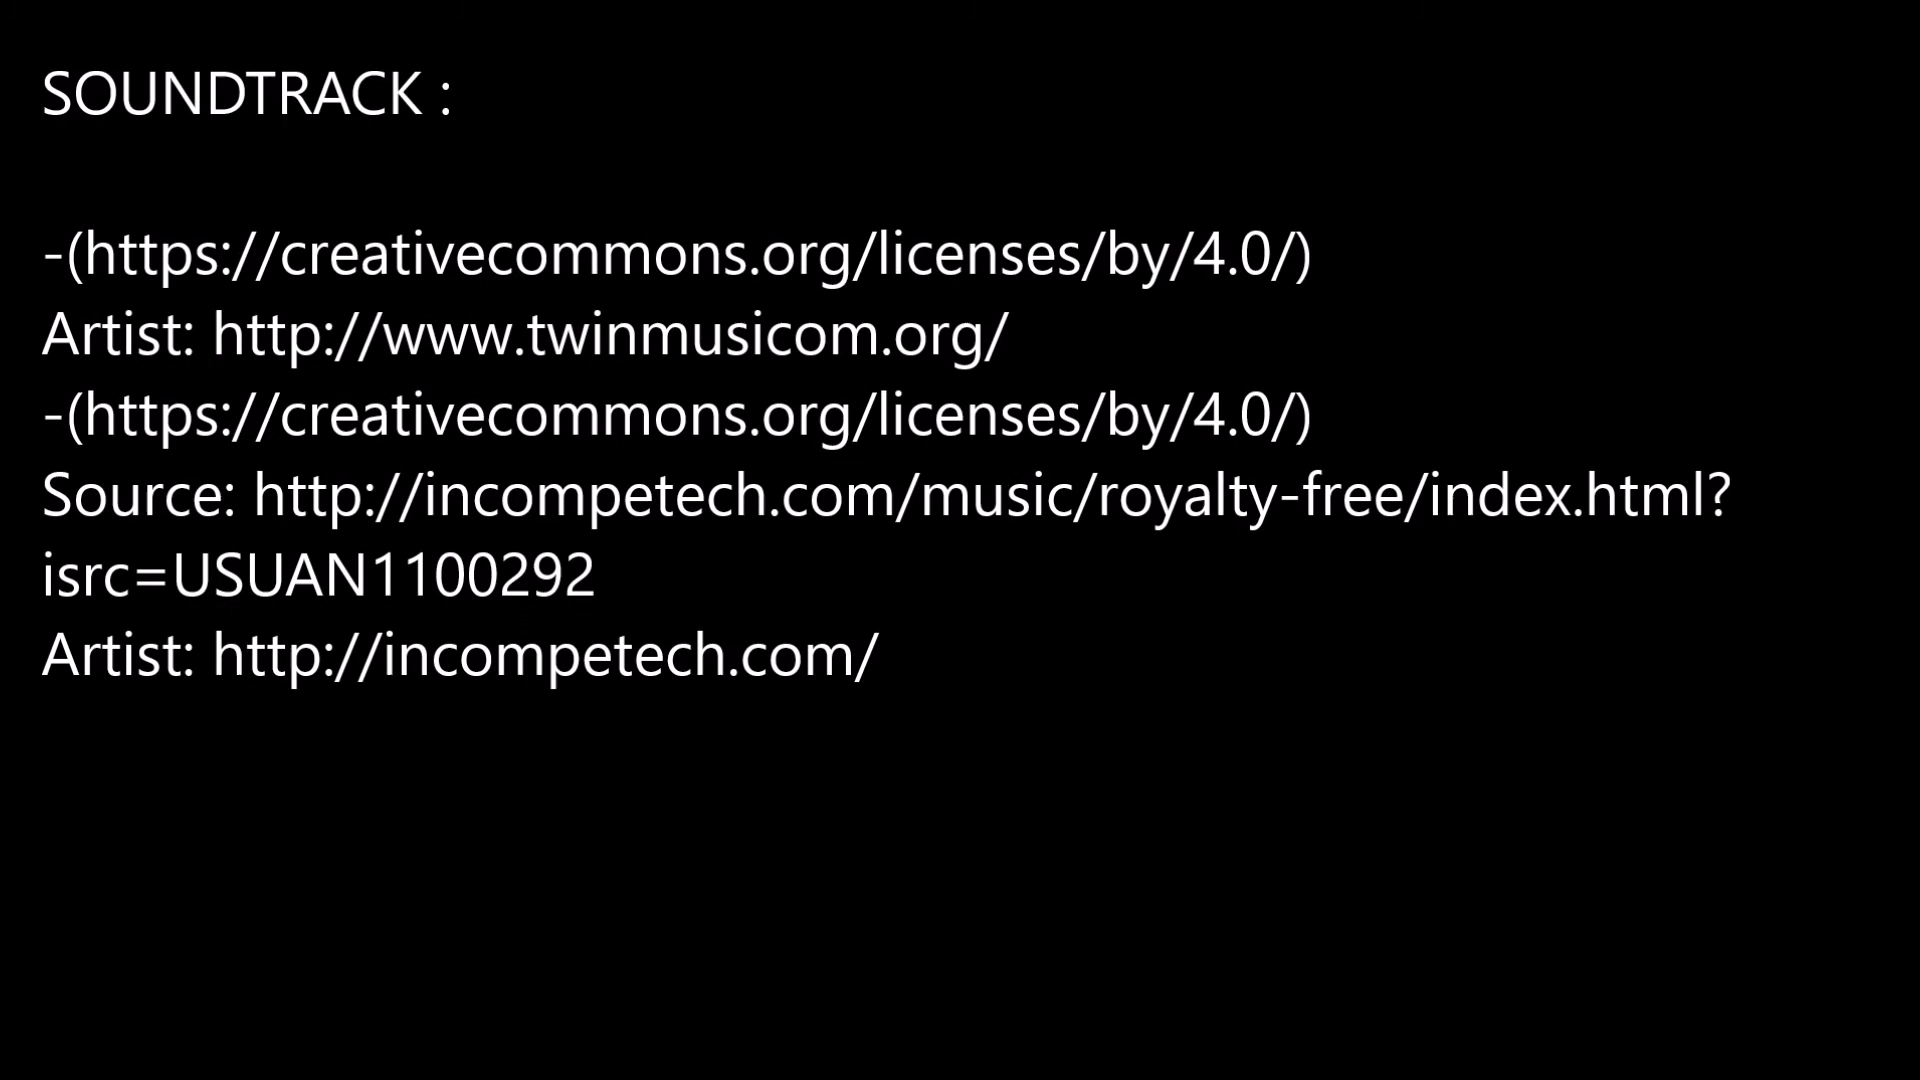 SOUNDTRACK :
-(https://creativecommons.org/licenses/by/4.0/)
Artist: http://www.twinmusicom.org/
-(https://creativecommons.org/licenses/by/4.0/)
Source: http://incompetech.com/music/royalty-free/index.html?
isrc=USUAN1100292
Artist: http://incompetech.com/